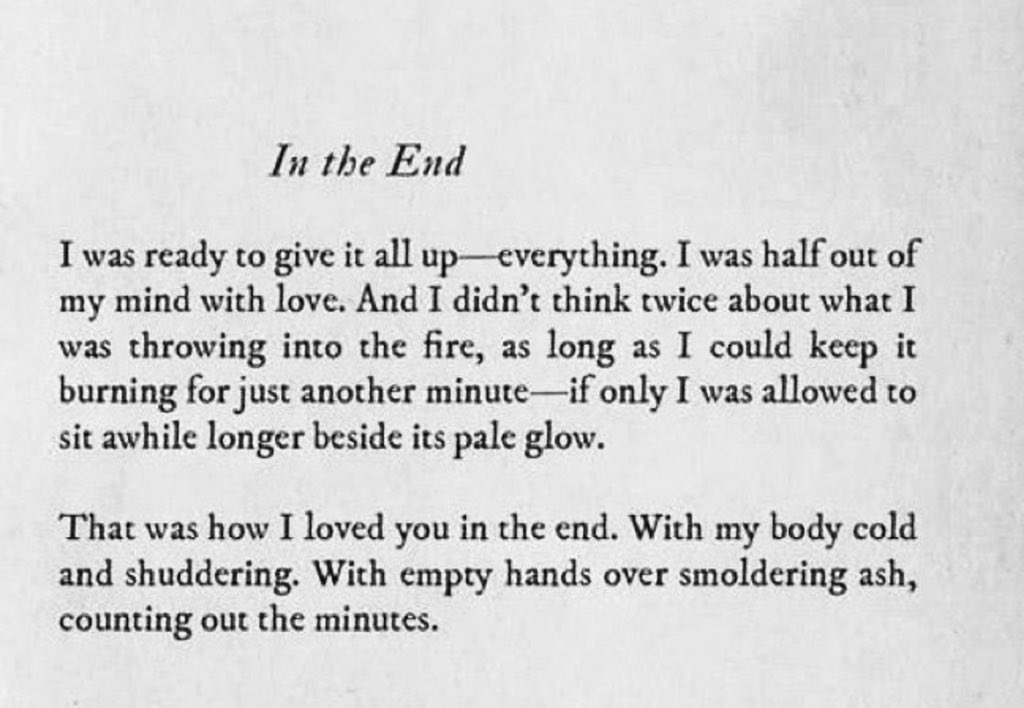 In the End
I was ready to give it all up—everything. I was half out of
my mind with love. And I didn't think twice about what I
was throwing into the fire, as long as I could keep it
burning for just another minute—if only I was allowed to
sit awhile longer beside its pale glow.
That was how I loved you in the end. With my body cold
and shuddering. With empty hands over smoldering ash,
counting out the minutes.